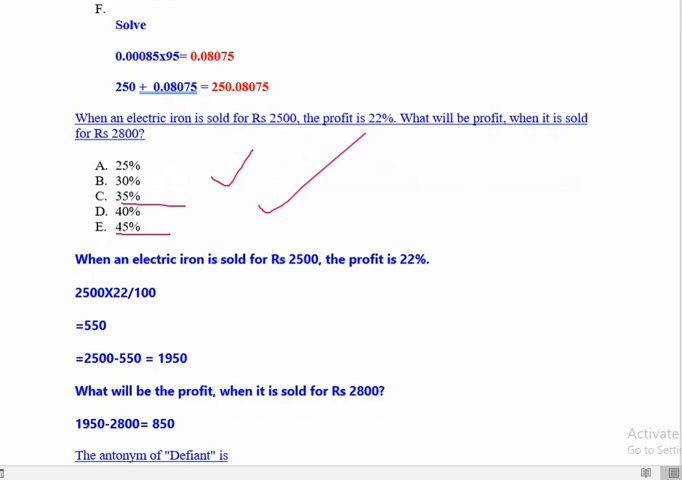 F.
Solve
0.00085x95= 0.08075
250 + 0.08075 = 250.08075
When an electric iron is sold for Rs 2500, the profit is 22%. What will be profit, when it is sold
for Rs 2800?
A. 25%
B. 30%
C. 35%
D. 40%
E. 45%
When an electric iron is sold for Rs 2500, the profit is 22%.
2500X22/100
=550
=2500-550 = 1950
What will be the profit, when it is sold for Rs 2800?
1950-2800= 850
Activate
Go to Setti
The antonym of "Defiant" is